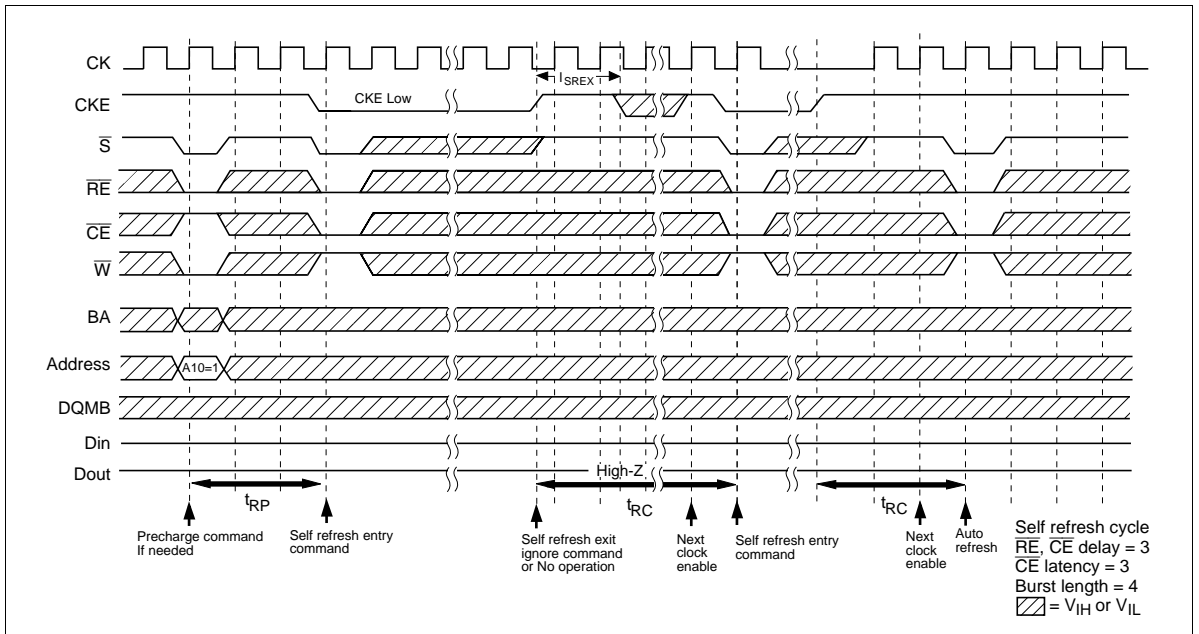 CK
l SREX
CKE
CKE Low
S
RE
CE
W
BA
Address
A10=1
DQMB
Din
Dout
High-Z
tRP
tRC
tRC
Precharge command
If needed
Self refresh entry
command
Self refresh exit
ignore command
or No operation
Next
clock
enable
Self refresh entry
command
Next
clock
enable
Auto
refresh
Self refresh cycle
RE, CE delay = 3
CE latency = 3
Burst length = 4
= VIH or VIL